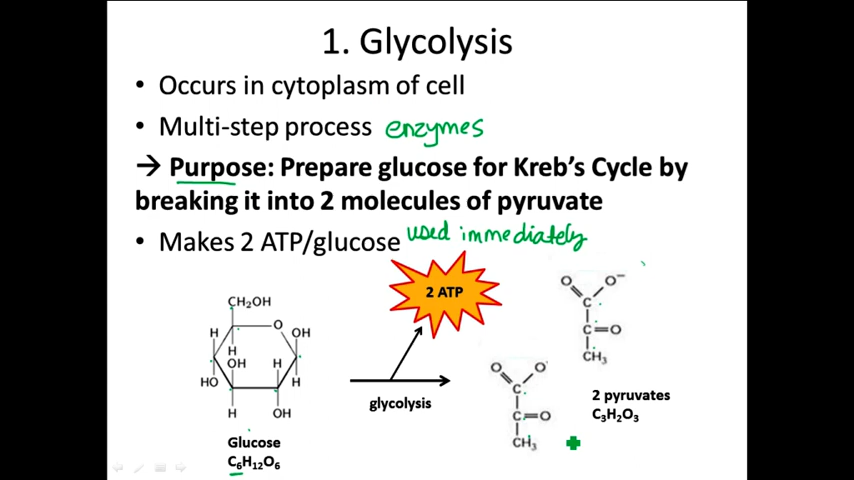 1. Glycolysis
• Occurs in cytoplasm of cell
• Multi-step process enzymes
→ Purpose: Prepare glucose for Kreb's Cycle by
breaking it into 2 molecules of pyruvate
• Makes 2 ATP/glucose used immediately
2 ATP
CH₂OH
O
H
OH
H
OH
H
HO
H
H
OH
glycolysis
Glucose
C₆H₁₂O₆
O
O
C
C=O
CH₃
O
O⁻
C
C=O
CH₃
2 pyruvates
C₃H₂O₃